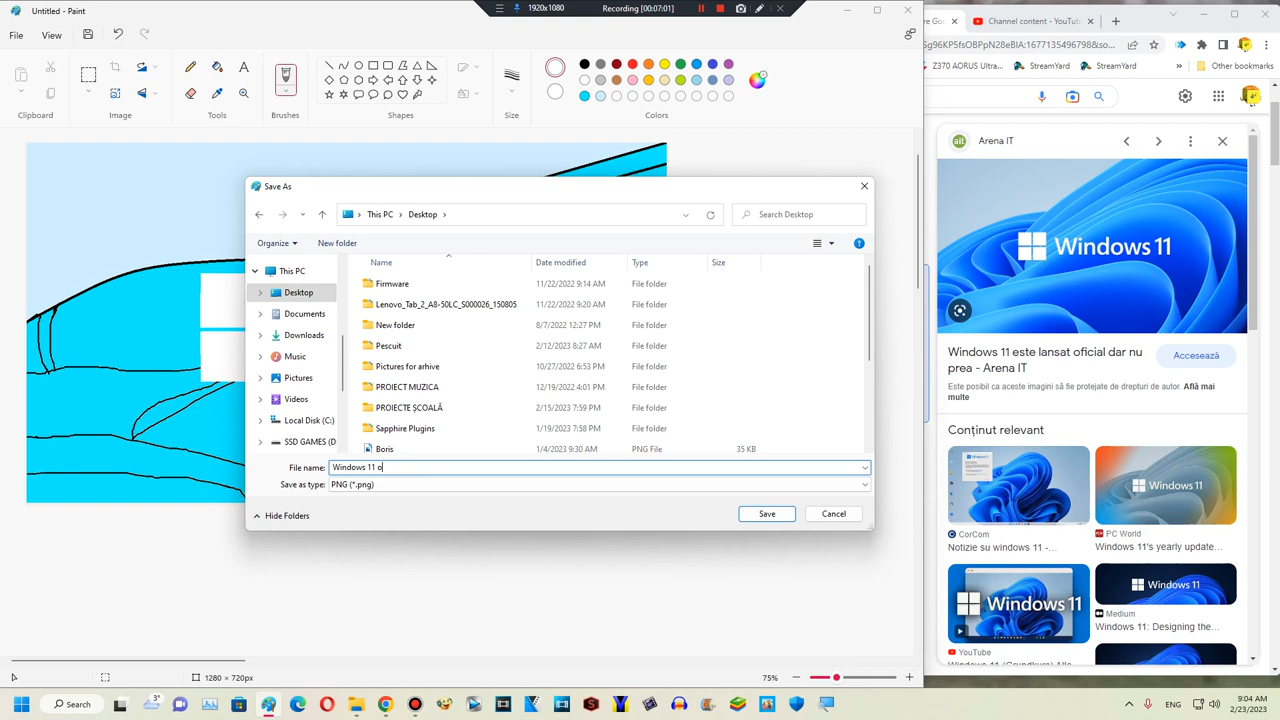 Untitled - Paint
1920x1080
Recording [00:07:01]
File
View
Clipboard
Image
Tools
Brushes
Shapes
Size
Colors
Save As
This PC
Desktop
Search Desktop
Organize
New folder
Name
Date modified
Type
Size
This PC
Desktop
Documents
Downloads
Music
Pictures
Videos
Local Disk (C:)
SSD GAMES (D
Firmware 11/22/2022 9:14 AM File folder
Lenovo_Tab_2_A8-50LC_S000026_150805 11/22/2022 9:20 AM File folder
New folder 8/7/2022 12:27 PM File folder
Pescuit 2/12/2023 8:27 AM File folder
Pictures for arhive 10/27/2022 6:53 PM File folder
PROIECT MUZICA 12/19/2022 4:01 PM File folder
PROIECTE ȘCOALĂ 2/15/2023 7:59 PM File folder
Sapphire Plugins 1/19/2023 7:58 PM File folder
Boris 1/4/2023 9:30 AM PNG File 35 KB
File name: Windows 11 o
Save as type: PNG (*.png)
Hide Folders
Save
Cancel
1280 × 720px
75%
re Goo
Channel content - YouTu
5g96KP5fsOBPpN28eBIA:1677135496798&so...
Z370 AORUS Ultra...
StreamYard
StreamYard
Other bookmarks
Arena IT
Windows 11
Windows 11 este lansat oficial dar nu
prea - Arena IT
Accesează
Este posibil ca aceste imagini să fie protejate de drepturi de autor. Află mai
multe
Conținut relevant
CorCom
Notizie su windows 11 -...
Windows 11
PC World
Windows 11's yearly update...
Windows 11
YouTube
Windows 11 (Grundkurs) Alle
Windows 11
Medium
Windows 11: Designing the...
Search
3°
ENG
9:04 AM
2/23/2023